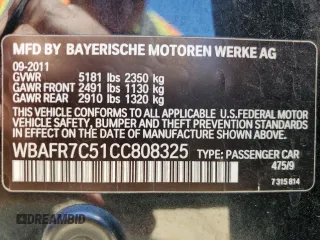 MFD BY BAYERISCHE MOTOREN WERKE AG
09-2011
GVWR 5181 lbs 2350 kg
GAWR FRONT 2491 lbs 1130 kg
GAWR REAR 2910 lbs 1320 kg
THIS VEHICLE CONFORMS TO ALL APPLICABLE
U.S. FEDERAL MOTOR VEHICLE
SAFETY, BUMPER AND THEFT PREVENTION
STANDARDS IN EFFECT ON THE DATE OF
MANUFACTURE SHOWN ABOVE.
WBAFR7C51CC808325 TYPE: PASSENGER CAR
475/9
7 315 814
DREAMBID